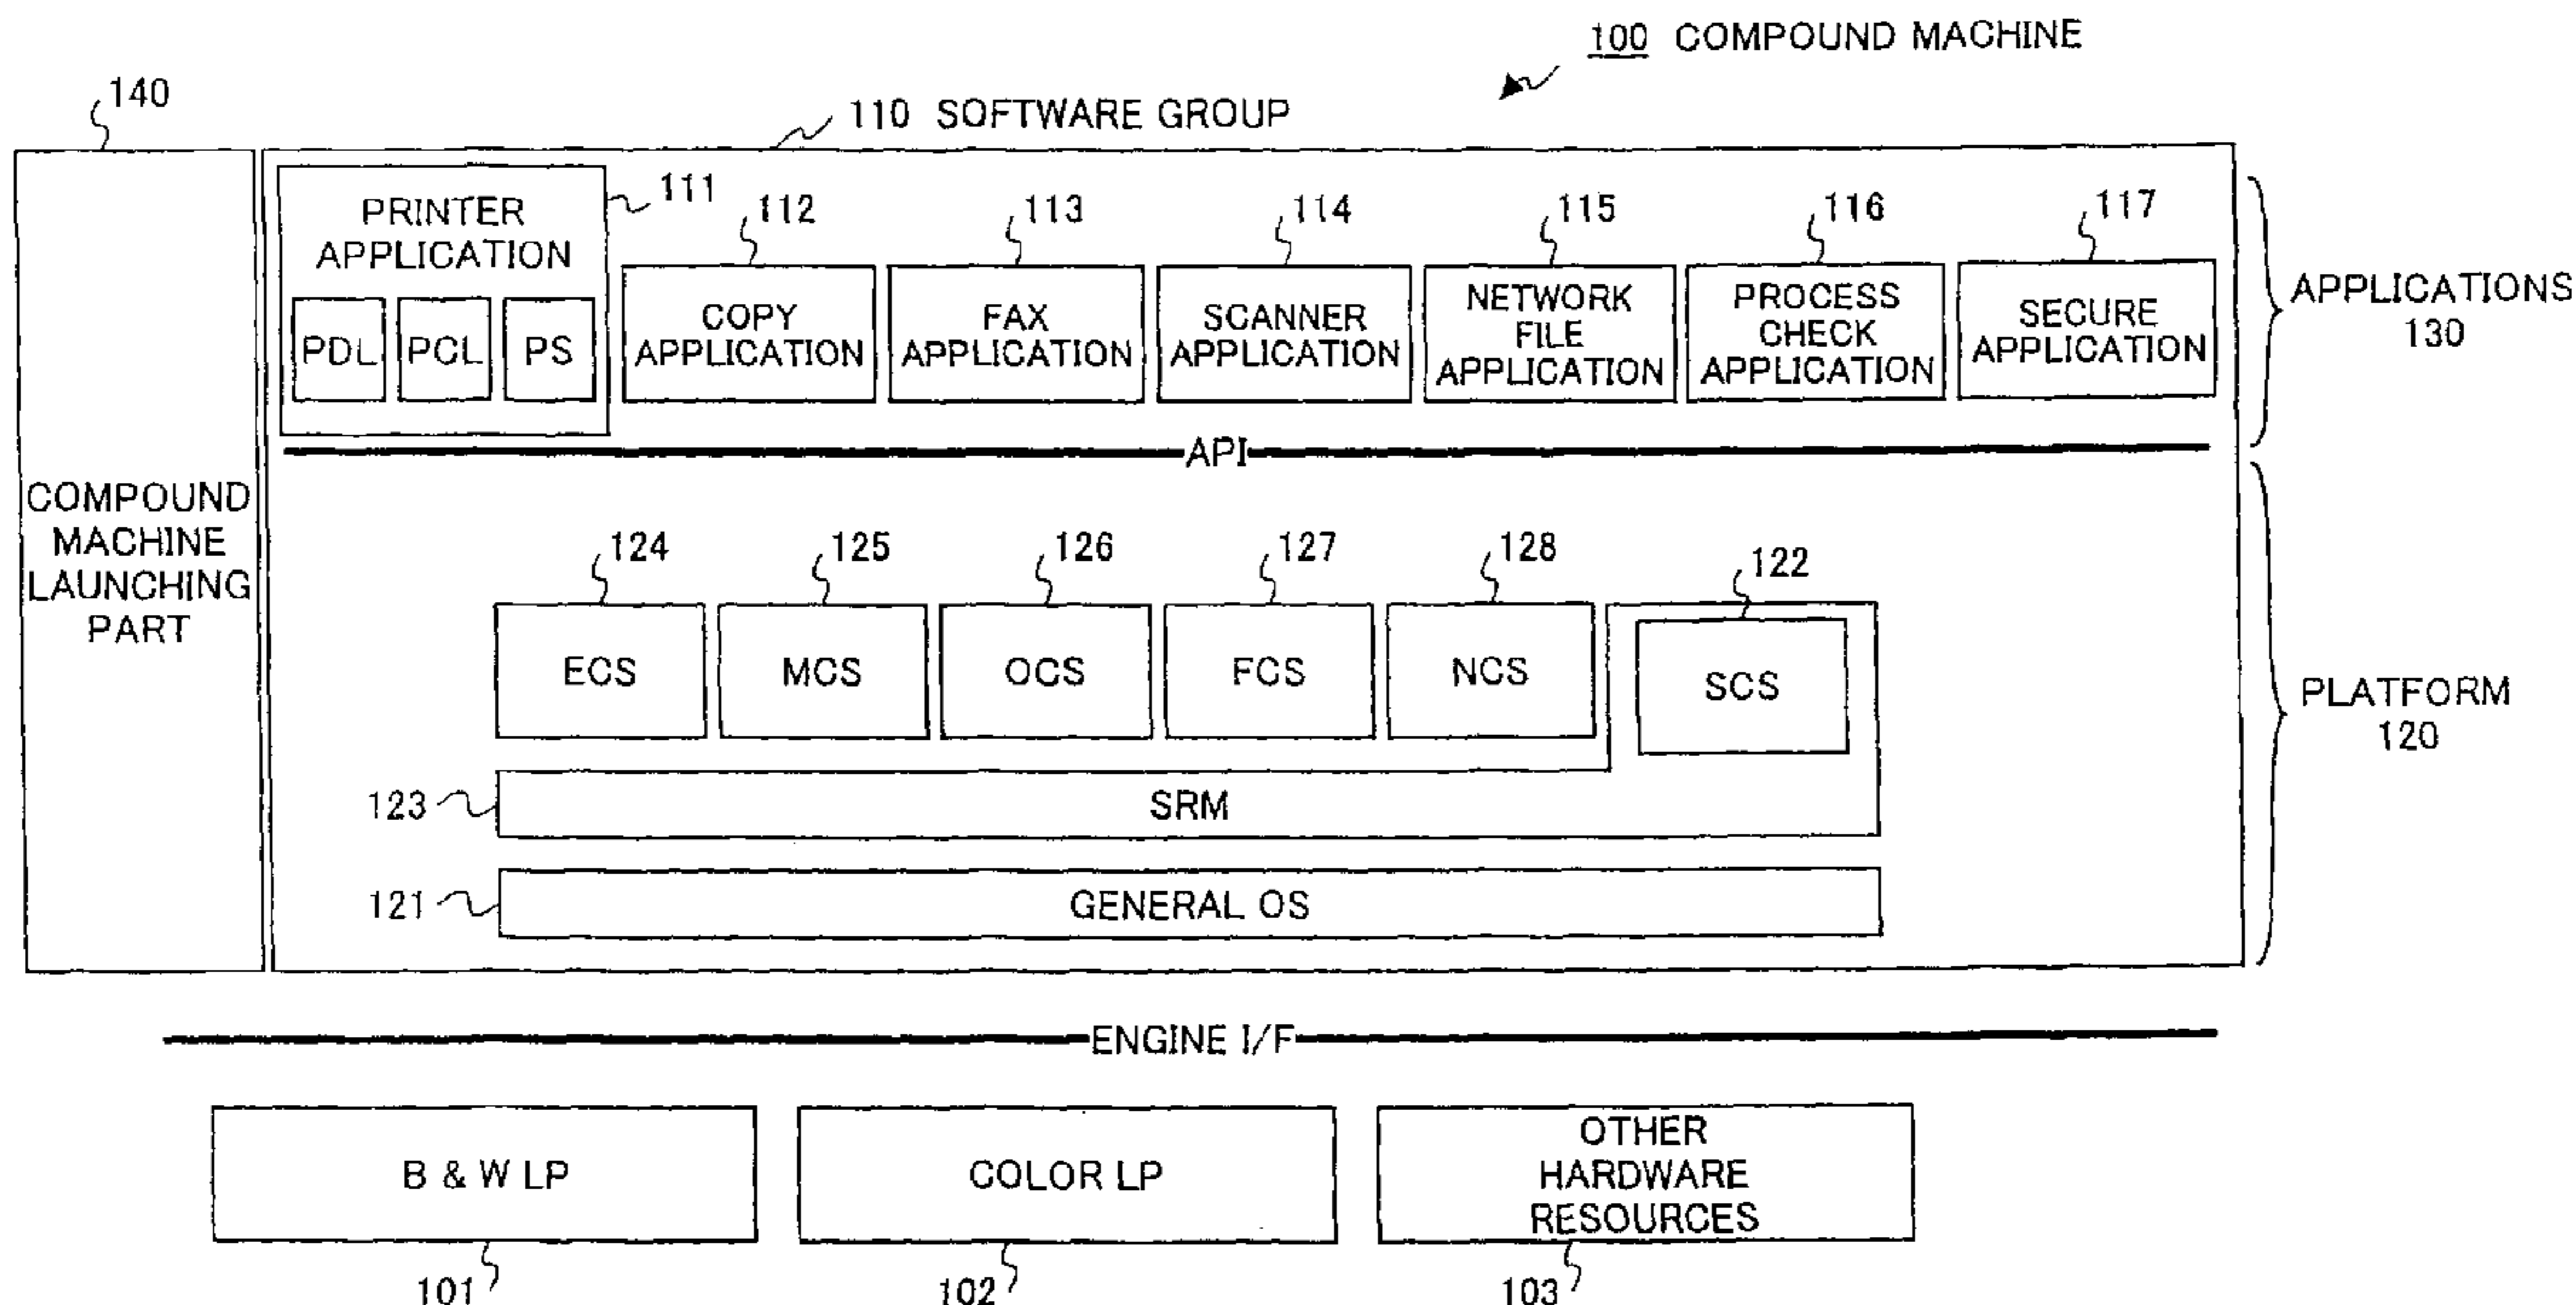 100 COMPOUND MACHINE
140
110 SOFTWARE GROUP
111
PRINTER
APPLICATION
PDL
PCL
PS
112
COPY
APPLICATION
113
FAX
APPLICATION
114
SCANNER
APPLICATION
115
NETWORK
FILE
APPLICATION
116
PROCESS
CHECK
APPLICATION
117
SECURE
APPLICATION
APPLICATIONS
130
API
COMPOUND
MACHINE
LAUNCHING
PART
124
ECS
125
MCS
126
OCS
127
FCS
128
NCS
122
SCS
PLATFORM
120
123
SRM
121
GENERAL OS
ENGINE I/F
B & W LP
COLOR LP
OTHER
HARDWARE
RESOURCES
101
102
103